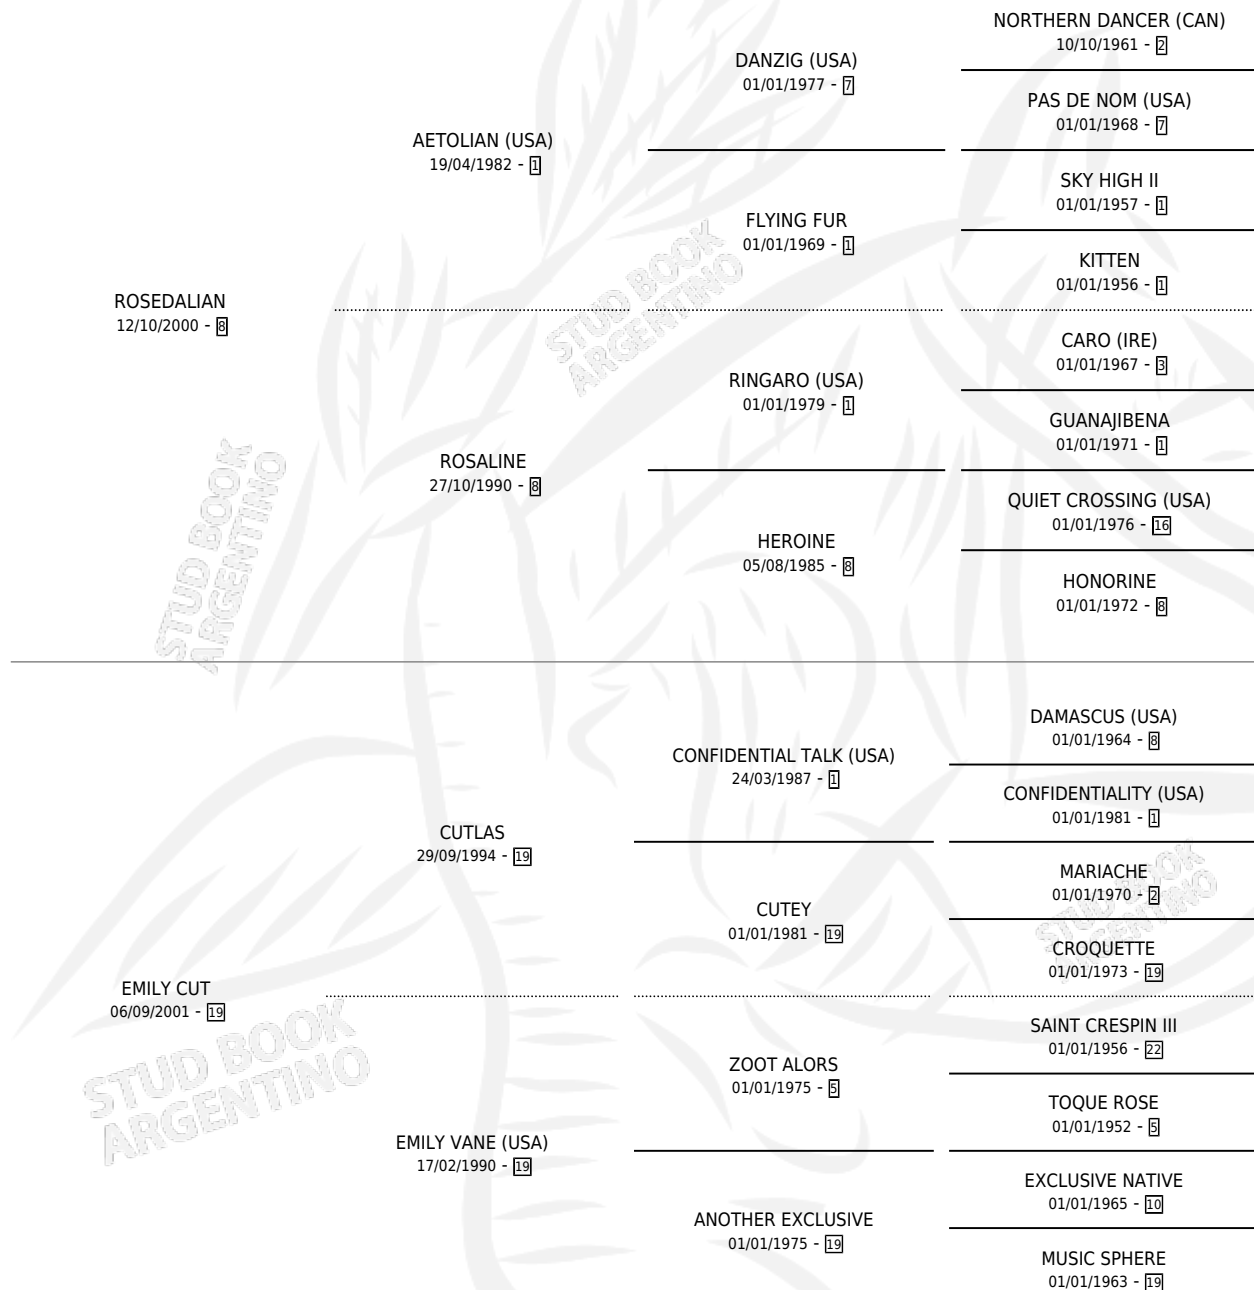 NORTHERN DANCER (CAN)
10/10/1961 - 2
DANZIG (USA)
01/01/1977 - 7
PAS DE NOM (USA)
01/01/1968 - 7
AETOLIAN (USA)
19/04/1982 - 1
SKY HIGH II
01/01/1957 - 1
FLYING FUR
01/01/1969 - 1
KITTEN
01/01/1956 - 1
ROSEDALIAN
12/10/2000 - 8
CARO (IRE)
01/01/1967 - 3
RINGARO (USA)
01/01/1979 - 1
GUANAJIBENA
01/01/1971 - 1
ROSALINE
27/10/1990 - 8
QUIET CROSSING (USA)
01/01/1976 - 16
HEROINE
05/08/1985 - 8
HONORINE
01/01/1972 - 8
DAMASCUS (USA)
01/01/1964 - 8
CONFIDENTIAL TALK (USA)
24/03/1987 - 1
CONFIDENTIALITY (USA)
01/01/1981 - 1
CUTLAS
29/09/1994 - 19
MARIACHE
01/01/1970 - 2
CUTEY
01/01/1981 - 19
CROQUETTE
01/01/1973 - 19
EMILY CUT
06/09/2001 - 19
SAINT CRESPIN III
01/01/1956 - 22
ZOOT ALORS
01/01/1975 - 5
TOQUE ROSE
01/01/1952 - 5
EMILY VANE (USA)
17/02/1990 - 19
EXCLUSIVE NATIVE
01/01/1965 - 10
ANOTHER EXCLUSIVE
01/01/1975 - 19
MUSIC SPHERE
01/01/1963 - 19
STUD BOOK
ARGENTINO
STUD BOOK
ARGENTINO
STUD BOOK
ARGENTINO
STUD BOOK
ARGENTINO